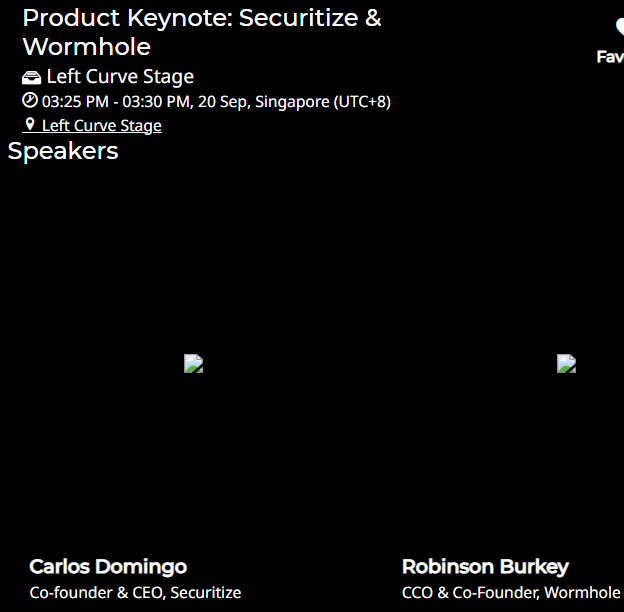 Product Keynote: Securitize &
Wormhole
Left Curve Stage
Fav
03:25 PM - 03:30 PM, 20 Sep, Singapore (UTC+8)
Left Curve Stage
Speakers
Carlos Domingo
Co-founder & CEO, Securitize
Robinson Burkey
CCO & Co-Founder, Wormhole